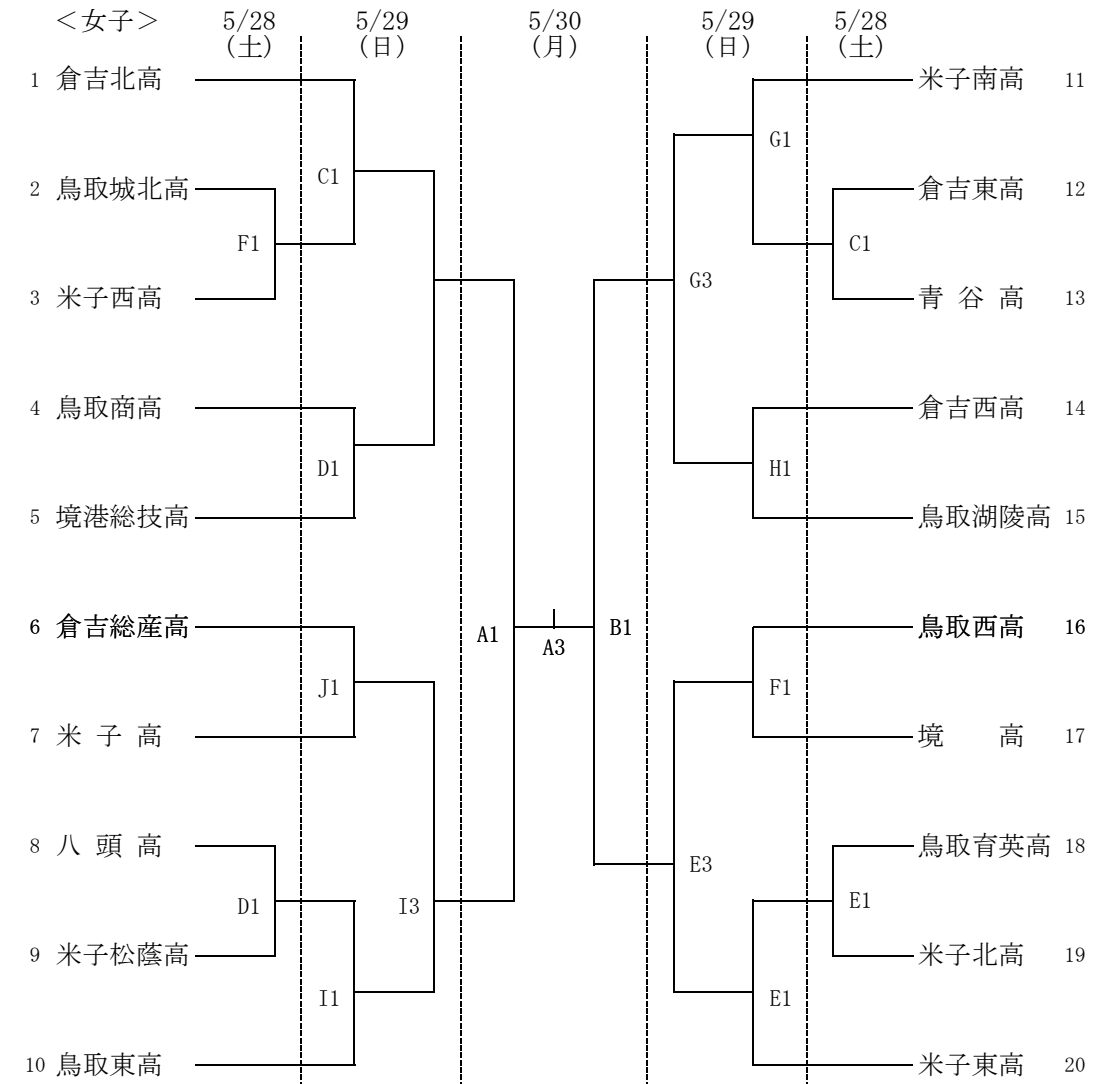 ＜女子＞ 5/28 5/29 5/30 5/29 5/28
(土) (日) (月) (日) (土)
1 倉吉北高 米子南高 11
G1
C1
2 鳥取城北高 倉吉東高 12
F1 C1
G3
3 米子西高 青 谷 高 13
4 鳥取商高 倉吉西高 14
D1 H1
5 境港総技高 鳥取湖陵高 15
6 倉吉総産高 A1 A3 B1 鳥取西高 16
J1 F1
7 米 子 高 境 高 17
8 八 頭 高 鳥取育英高 18
E3
D1 I3 E1
9 米子松蔭高 米子北高 19
I1 E1
10 鳥取東高 米子東高 20